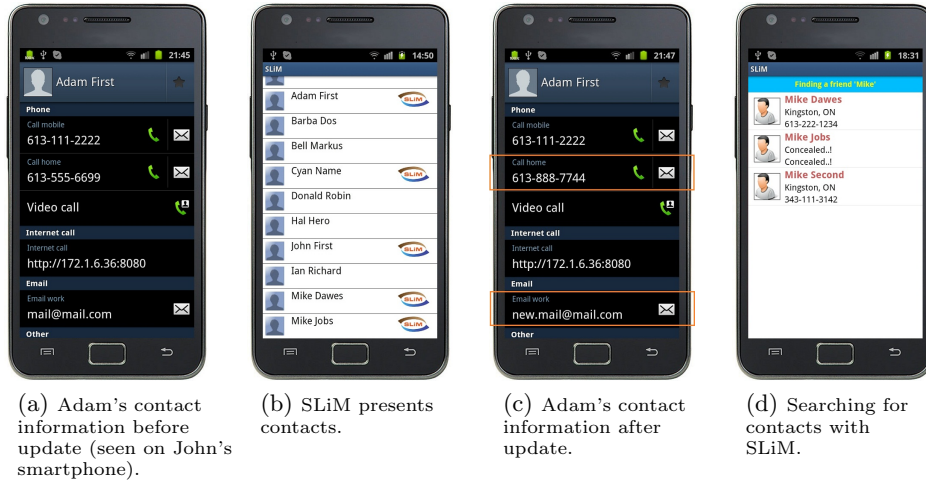 21:45
Adam First
Phone
Call mobile
613-111-2222
Call home
613-555-6699
Video call
Internet call
Internet call
http://172.1.6.36:8080
Email
Email work
mail@mail.com
Other
(a) Adam's contact
information before
update (seen on John's
smartphone).
14:50
SLiM
Adam First
SLiM
Barba Dos
Bell Markus
Cyan Name
SLiM
Donald Robin
Hal Hero
John First
SLiM
Ian Richard
Mike Dawes
SLiM
Mike Jobs
SLiM
(b) SLiM presents
contacts.
21:47
Adam First
Phone
Call mobile
613-111-2222
Call home
613-888-7744
Video call
Internet call
Internet call
http://172.1.6.36:8080
Email
Email work
new.mail@mail.com
Other
(c) Adam's contact
information after
update.
18:31
SLiM
Finding a friend 'Mike'
Mike Dawes
Kingston, ON
613-222-1234
Mike Jobs
Concealed..!
Concealed..!
Mike Second
Kingston, ON
343-111-3142
(d) Searching for
contacts with
SLiM.